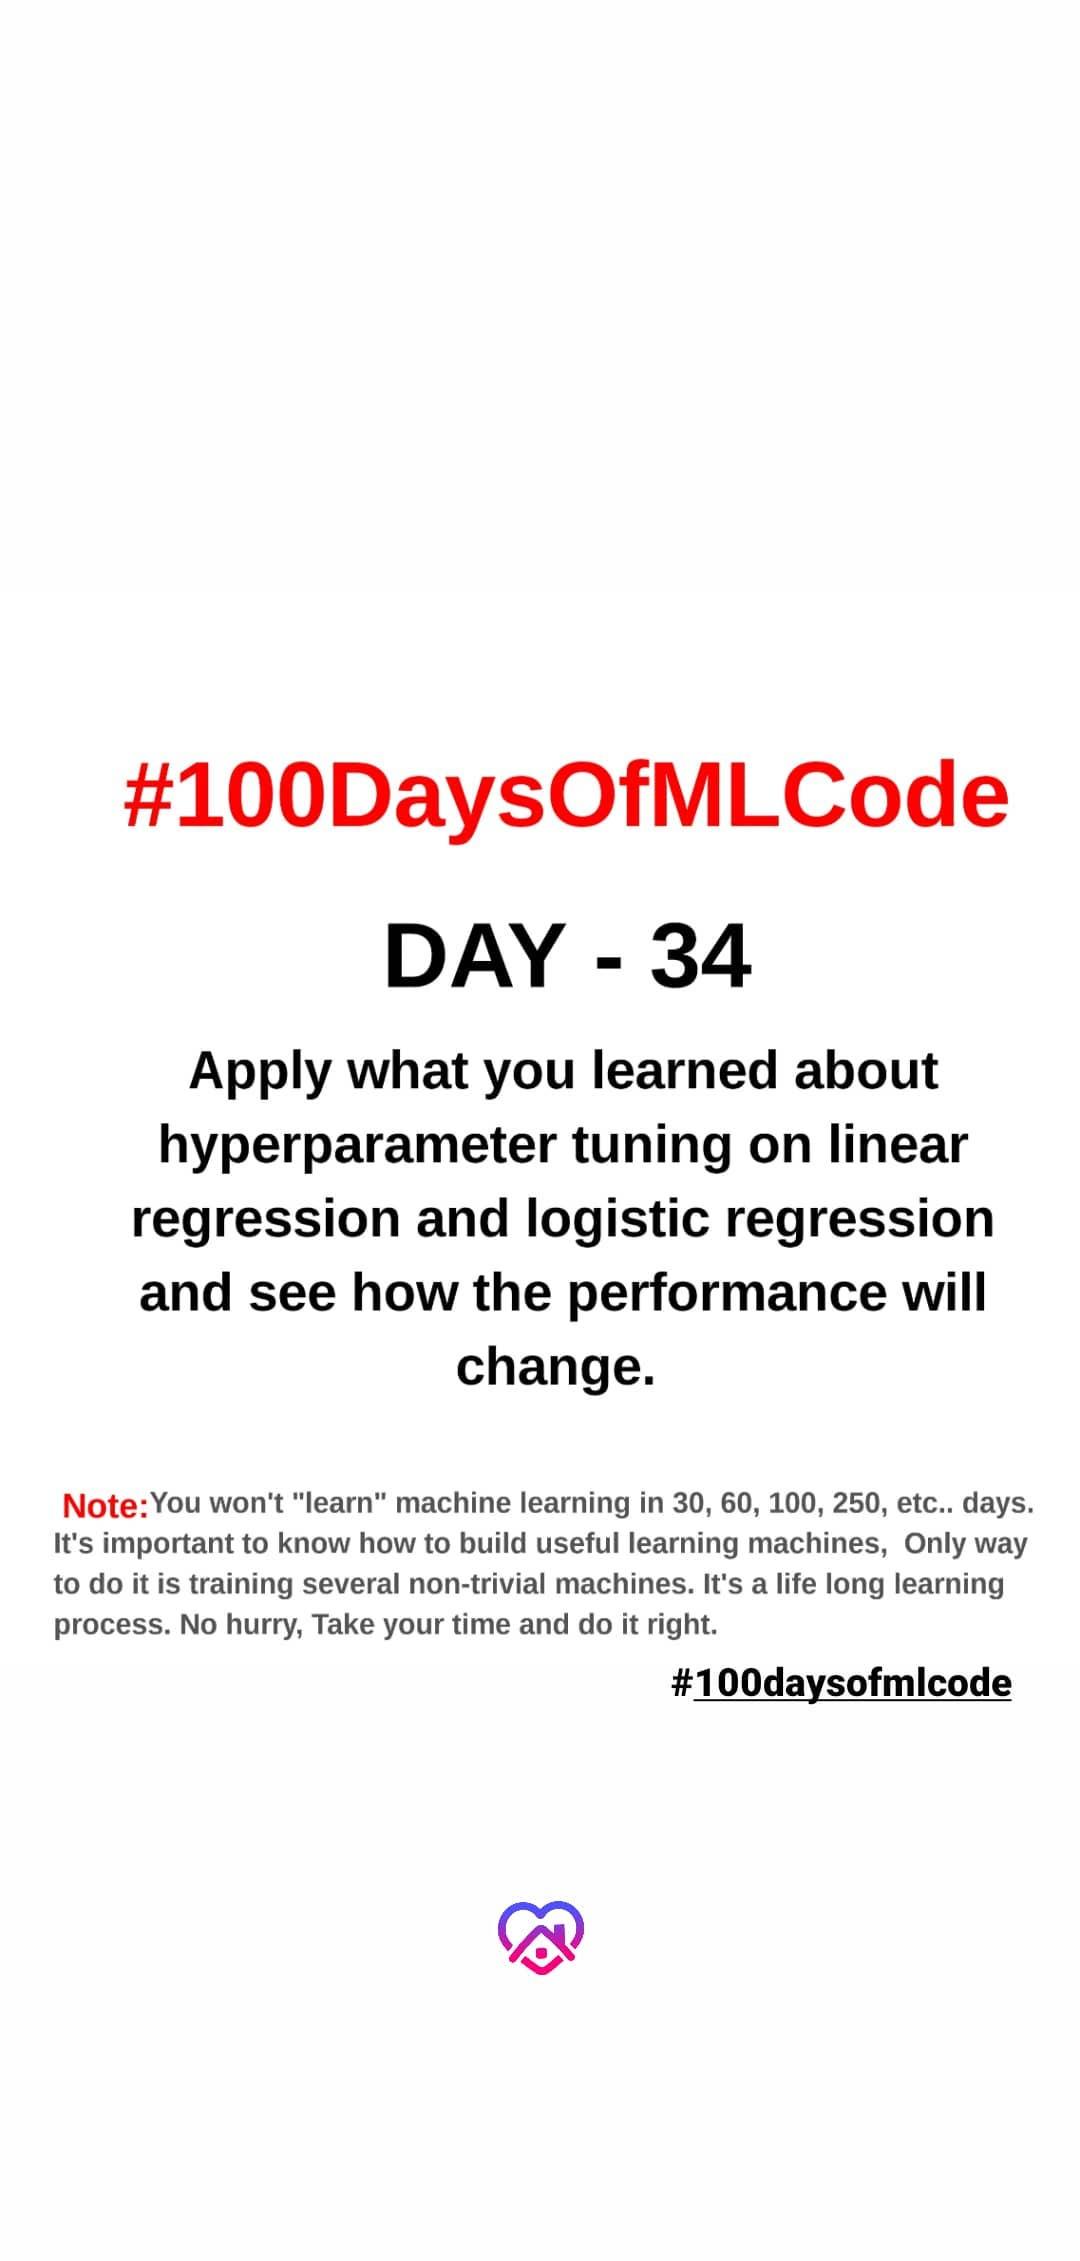 #100DaysOfMLCode
DAY - 34
Apply what you learned about
hyperparameter tuning on linear
regression and logistic regression
and see how the performance will
change.
Note:You won't "learn" machine learning in 30, 60, 100, 250, etc.. days.
It's important to know how to build useful learning machines,  Only way
to do it is training several non-trivial machines. It's a life long learning
process. No hurry, Take your time and do it right.
#100daysofmlcode